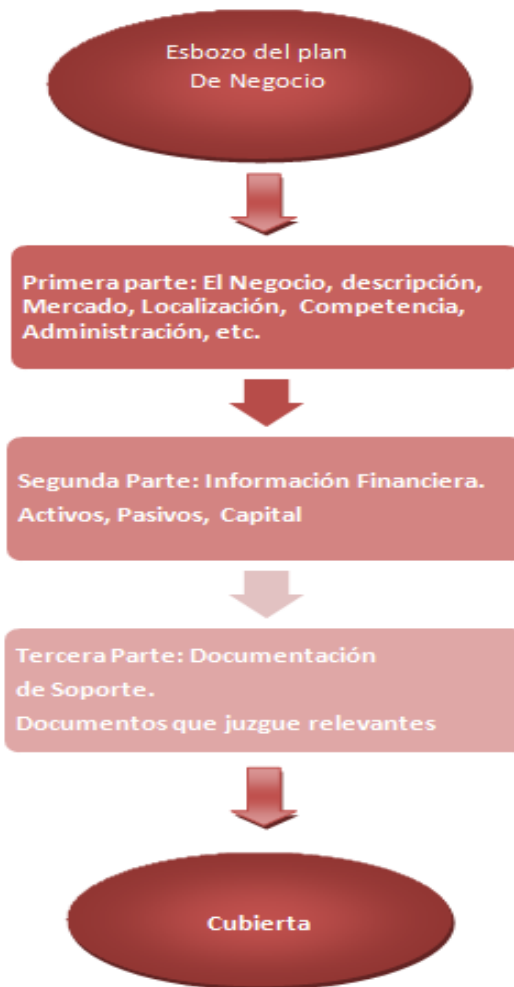 Esbozo del plan
De Negocio
Primera parte: El Negocio, descripción,
Mercado, Localización, Competencia,
Administración, etc.
Segunda Parte: Información Financiera.
Activos, Pasivos, Capital
Tercera Parte: Documentación
de Soporte.
Documentos que juzgue relevantes
Cubierta